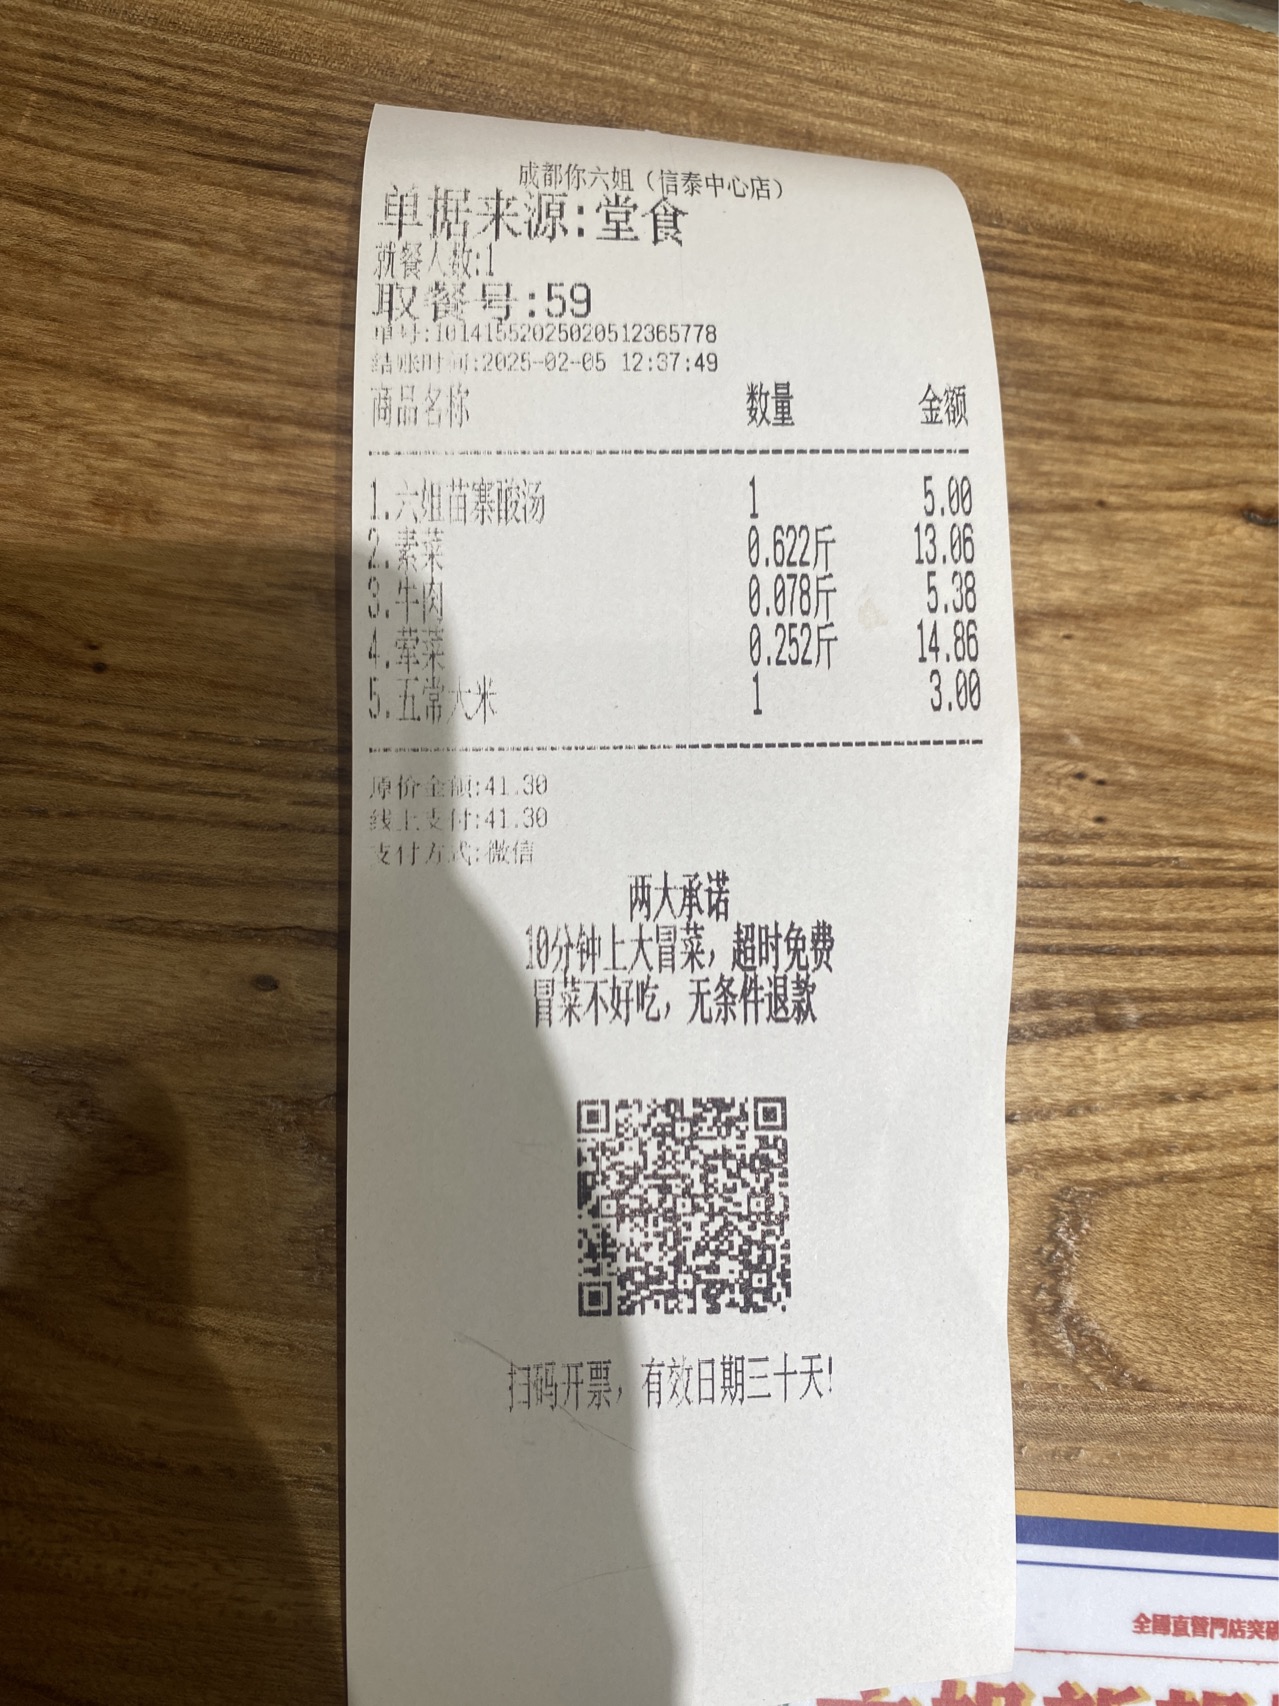 成都你六姐（信泰中心店）
单据来源:堂食
就餐人数:1
取餐号:59
单号:10141552025020512365778
结账时间:2025-02-05 12:37:49
商品名称 数量 金额
1.六姐苗寨酸汤 1 5.00
2.素菜 0.622斤 13.06
3.牛肉 0.078斤 5.38
4.荤菜 0.252斤 14.86
5.五常大米 1 3.00
原价金额:41.30
线上支付:41.30
支付方式:微信
两大承诺
10分钟上大冒菜，超时免费
冒菜不好吃，无条件退款
扫码开票，有效日期三十天!
全國直營門店突破